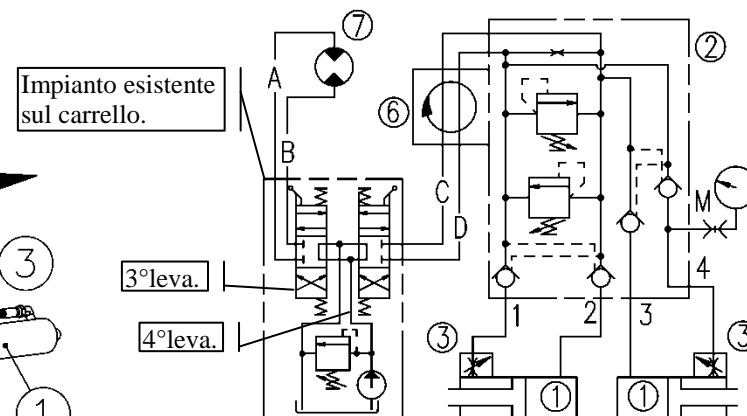 7
2
Impianto esistente
sul carrello.
A
6
B
C
M
D
3
3°leva.
4
1
2
3
4°leva.
3
3
1
1
1